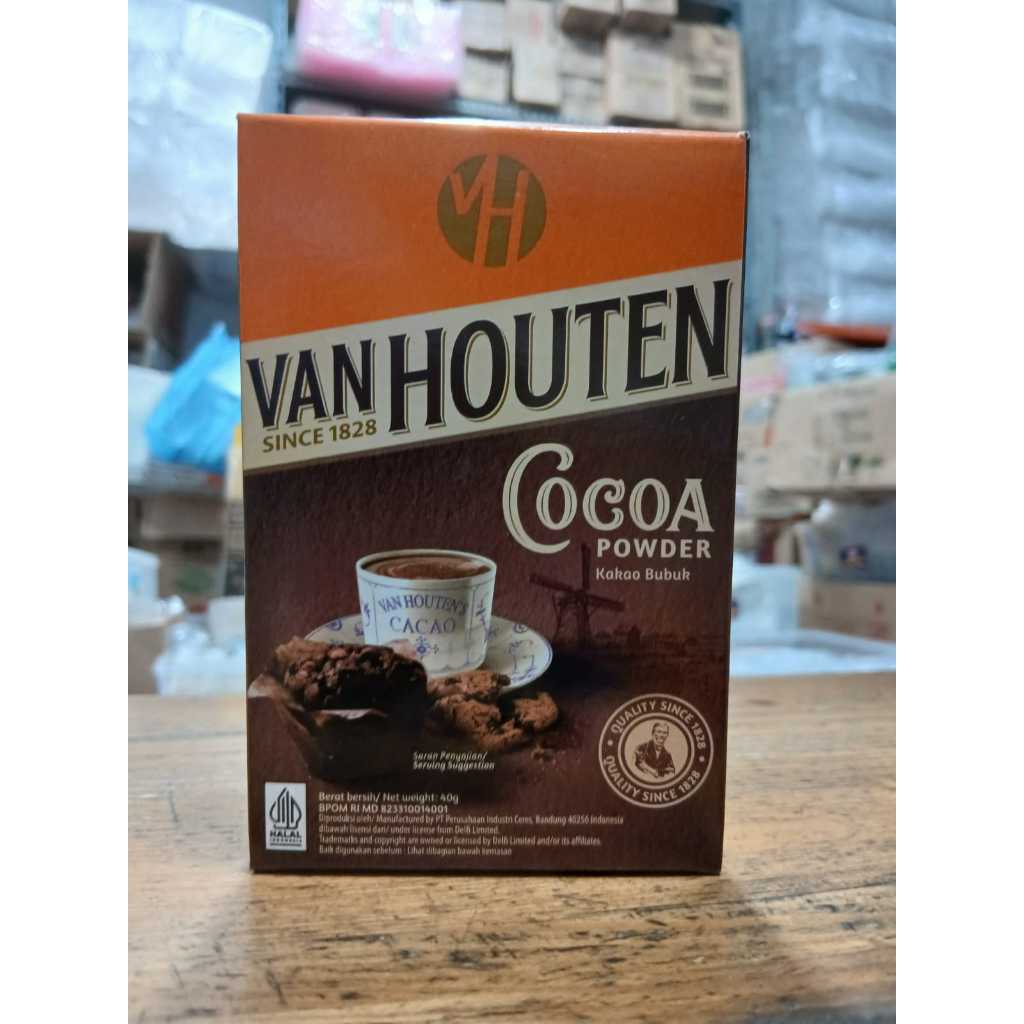 VH
VAN HOUTEN
SINCE 1828
COCOA
POWDER
Kakao Bubuk
VAN HOUTEN'S
CACAO
QUALITY SINCE 1828
QUALITY SINCE 1828
Saran Penyajian/
Serving Suggestion
HALAL
INDONESIA
Berat bersih/ Net weight: 40g
BPOM RI MD 823310014001
Diproduksi oleh/ Manufactured by PT Perusahaan Industri Ceres, Bandung 40256 Indonesia
dibawah lisensi dari/ under license from Delfi Limited.
Trademarks and copyright are owned or licensed by Delfi Limited and/or its affiliates.
Baik digunakan sebelum : Lihat dibagian bawah kemasan